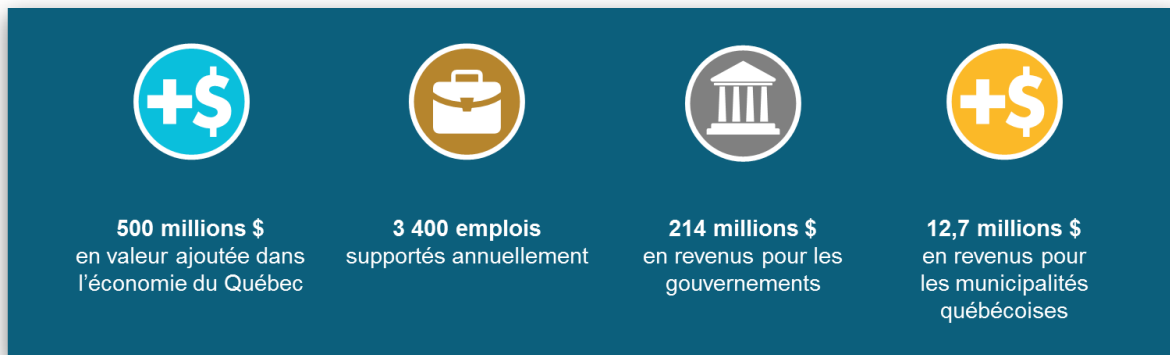 +$
+$
500 millions $
en valeur ajoutée dans
l'économie du Québec
3 400 emplois
supportés annuellement
214 millions $
en revenus pour les
gouvernements
12,7 millions $
en revenus pour
les municipalités
québécoises